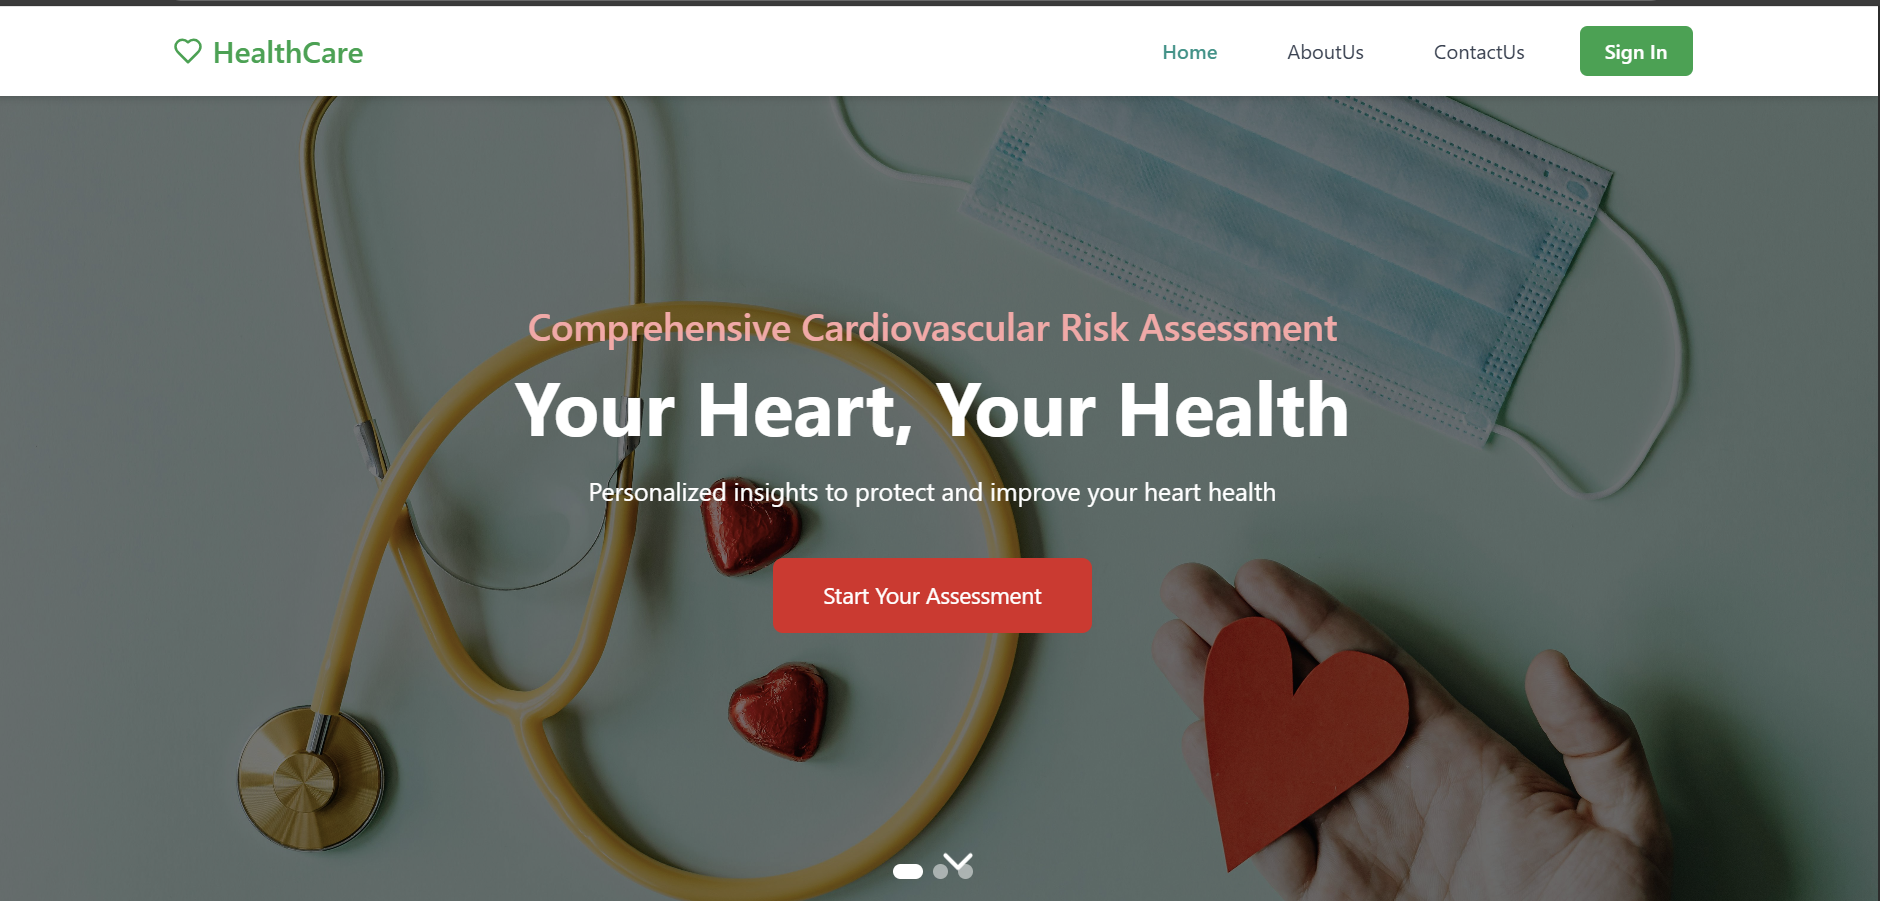 HealthCare
Home
AboutUs
ContactUs
Sign In
Comprehensive Cardiovascular Risk Assessment
Your Heart, Your Health
Personalized insights to protect and improve your heart health
Start Your Assessment